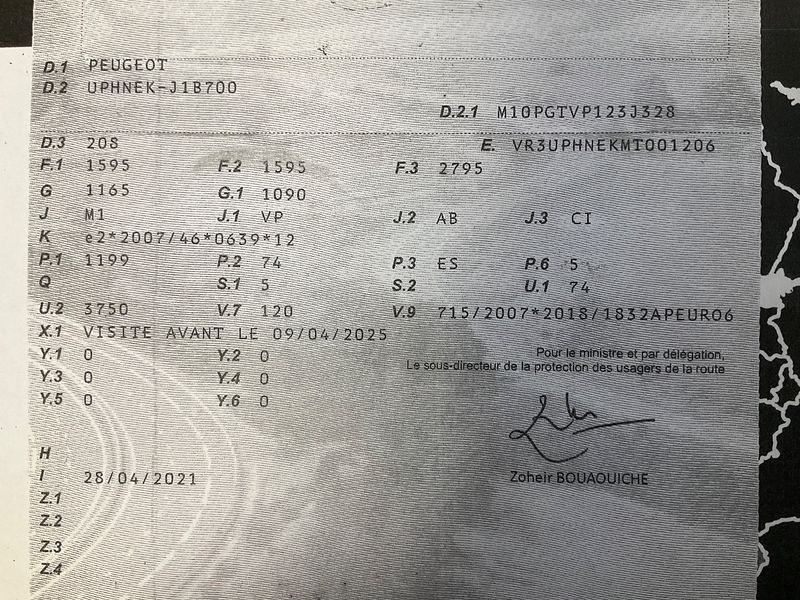 D.1 PEUGEOT
D.2 UPHNEK-J1B700
D.2.1 M10PGTVP123J328
D.3 208 E. VR3UPHNEKMT001206
F.1 1595 F.2 1595 F.3 2795
G 1165 G.1 1090
J M1 J.1 VP J.2 AB J.3 CI
K e2*2007/46*0639*12
P.1 1199 P.2 74 P.3 ES P.6 5
Q S.1 5 S.2 U.1 74
U.2 3750 V.7 120 V.9 715/2007*2018/1832APEURO6
X.1 VISITE AVANT LE 09/04/2025
Y.1 0 Y.2 0 Pour le ministre et par délégation,
Le sous-directeur de la protection des usagers de la route
Y.3 0 Y.4 0
Y.5 0 Y.6 0
H
I 28/04/2021 Zoheir BOUAOUICHE
Z.1
Z.2
Z.3
Z.4